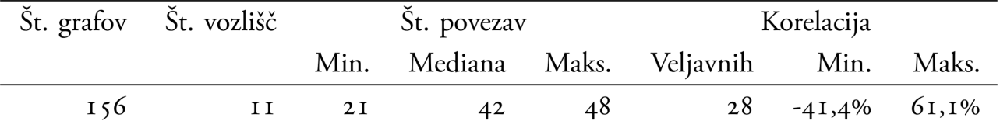 Št. grafov Št. vozlišč Št. povezav Korelacija
Min. Mediana Maks. Veljavnih Min. Maks.
156 11 21 42 48 28 -41,4% 61,1%